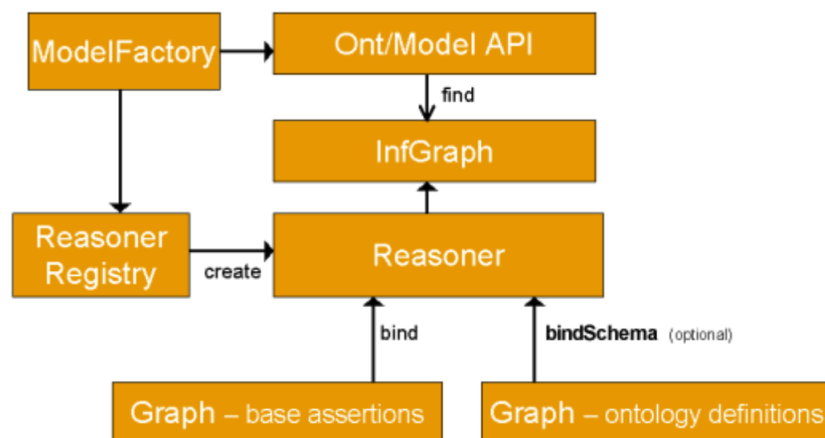 ModelFactory
Ont/Model API
find
InfGraph
Reasoner
Registry
create
Reasoner
bind
bindSchema (optional)
Graph – base assertions
Graph – ontology definitions